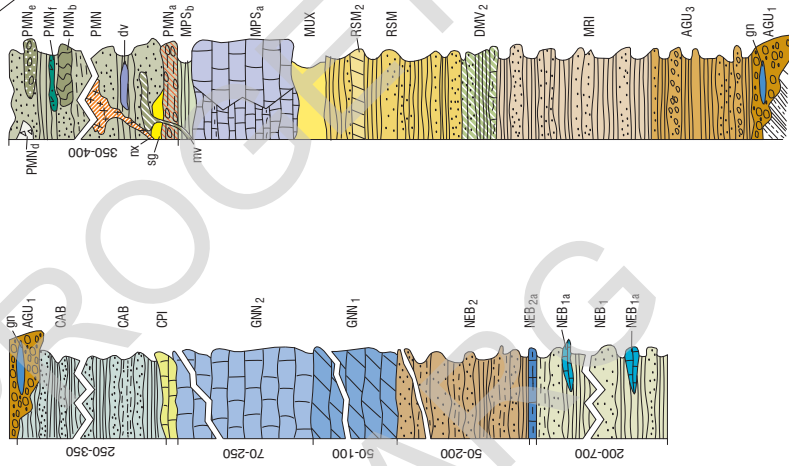 PMNe
PMNf
PMNb
PMN
dv
PMNa
MPSb
MPSa
MUX
RSM2
RSM
DMV2
MRI
AGU3
gn
AGU1
PMNd
350-400
nx
sg
mv
gn
AGU1
CAB
CAB
CPI
GNN2
GNN1
NEB2
NEB2a
NEB1a
NEB1
NEB1a
250-350
70-250
50-100
50-200
200-700